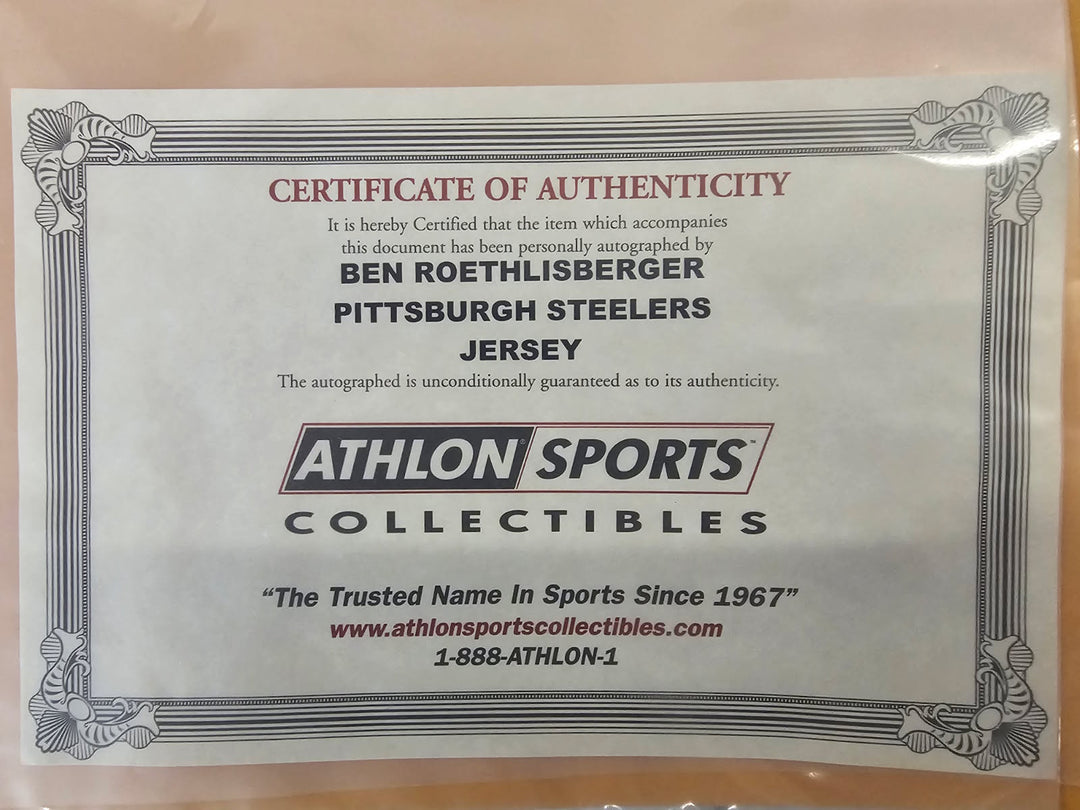 CERTIFICATE OF AUTHENTICITY
It is hereby Certified that the item which accompanies
this document has been personally autographed by
BEN ROETHLISBERGER
PITTSBURGH STEELERS
JERSEY
The autographed is unconditionally guaranteed as to its authenticity.
ATHLON® SPORTS™
COLLECTIBLES
“The Trusted Name In Sports Since 1967”
www.athlonsportscollectibles.com
1-888-ATHLON-1